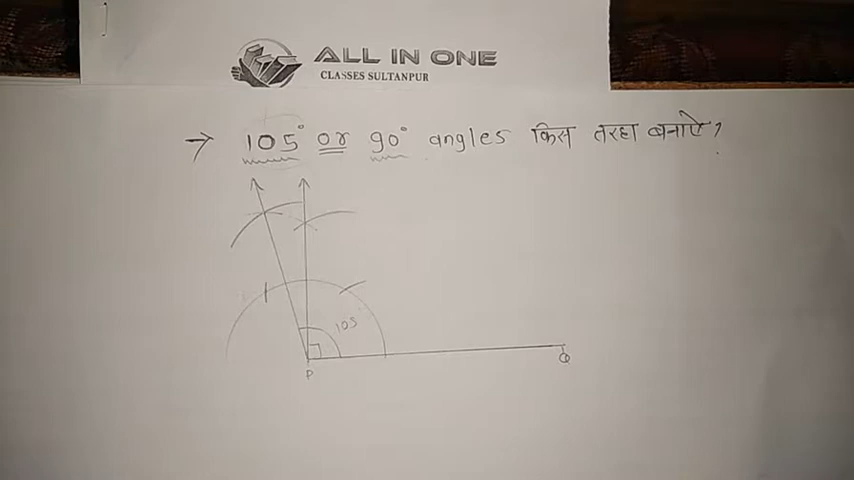 ALL IN ONE
CLASSES SULTANPUR
→ 105° or 90° angles किस तरहा बनाऐ?
105
P
Q